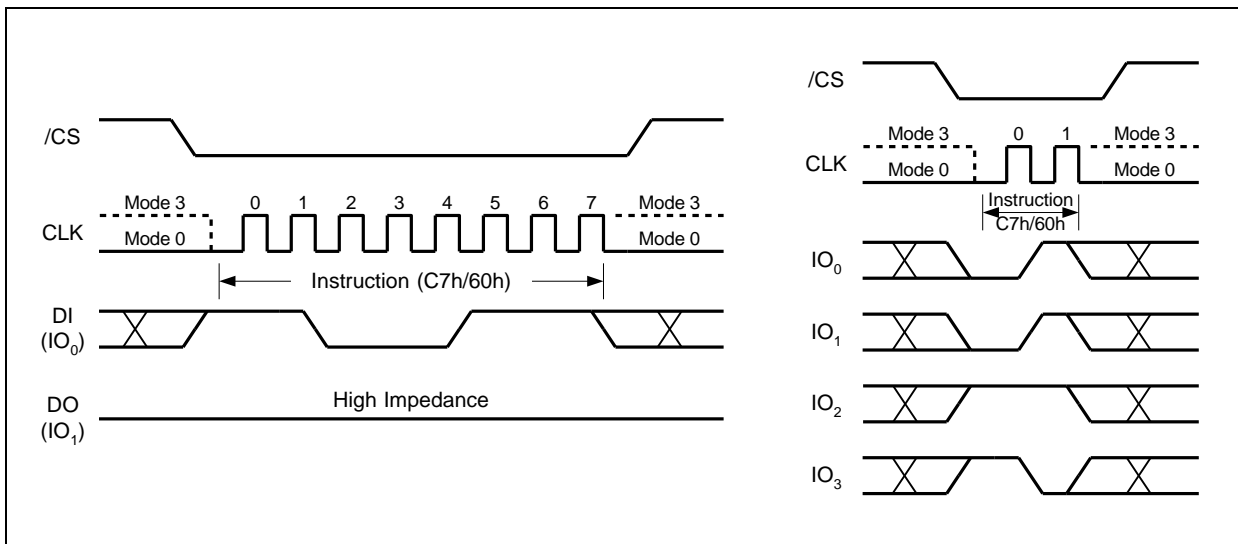 /CS
Mode 3 0 1 2 3 4 5 6 7 Mode 3
CLK
Mode 0 Mode 0
Instruction (C7h/60h)
DI
(IO0)
High Impedance
DO
(IO1)
/CS
Mode 3 0 1 Mode 3
CLK
Mode 0 Mode 0
Instruction
C7h/60h
IO0
IO1
IO2
IO3